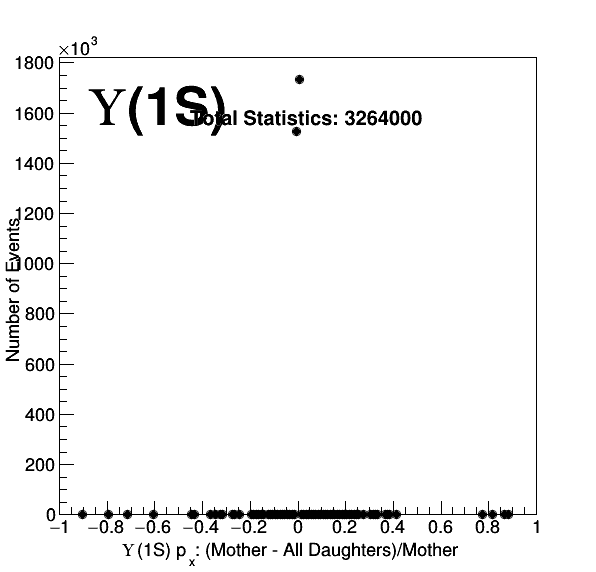 ×10³
1800
1600
1400
1200
1000
800
600
400
200
0
Υ(1S)
Total Statistics: 3264000
Number of Events
−1 −0.8 −0.6 −0.4 −0.2 0 0.2 0.4 0.6 0.8 1
Υ(1S) pₓ: (Mother - All Daughters)/Mother